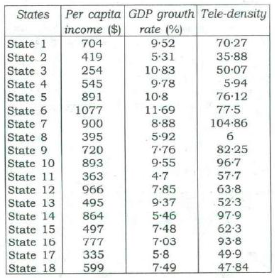 States Per capita income ($) GDP growth rate (%) Tele-density
State 1 704 9·52 70·27
State 2 419 5·31 35·88
State 3 254 10·83 50·07
State 4 545 9·78 5·94
State 5 891 10·8 76·12
State 6 1077 11·69 77·5
State 7 900 8·88 104·86
State 8 395 5·92 6
State 9 720 7·76 82·25
State 10 893 9·55 96·7
State 11 363 4·7 57·7
State 12 966 7·85 63·8
State 13 495 9·37 52·3
State 14 864 5·46 97·9
State 15 497 7·48 62·3
State 16 777 7·03 93·8
State 17 335 5·8 49·9
State 18 599 7·49 47·84